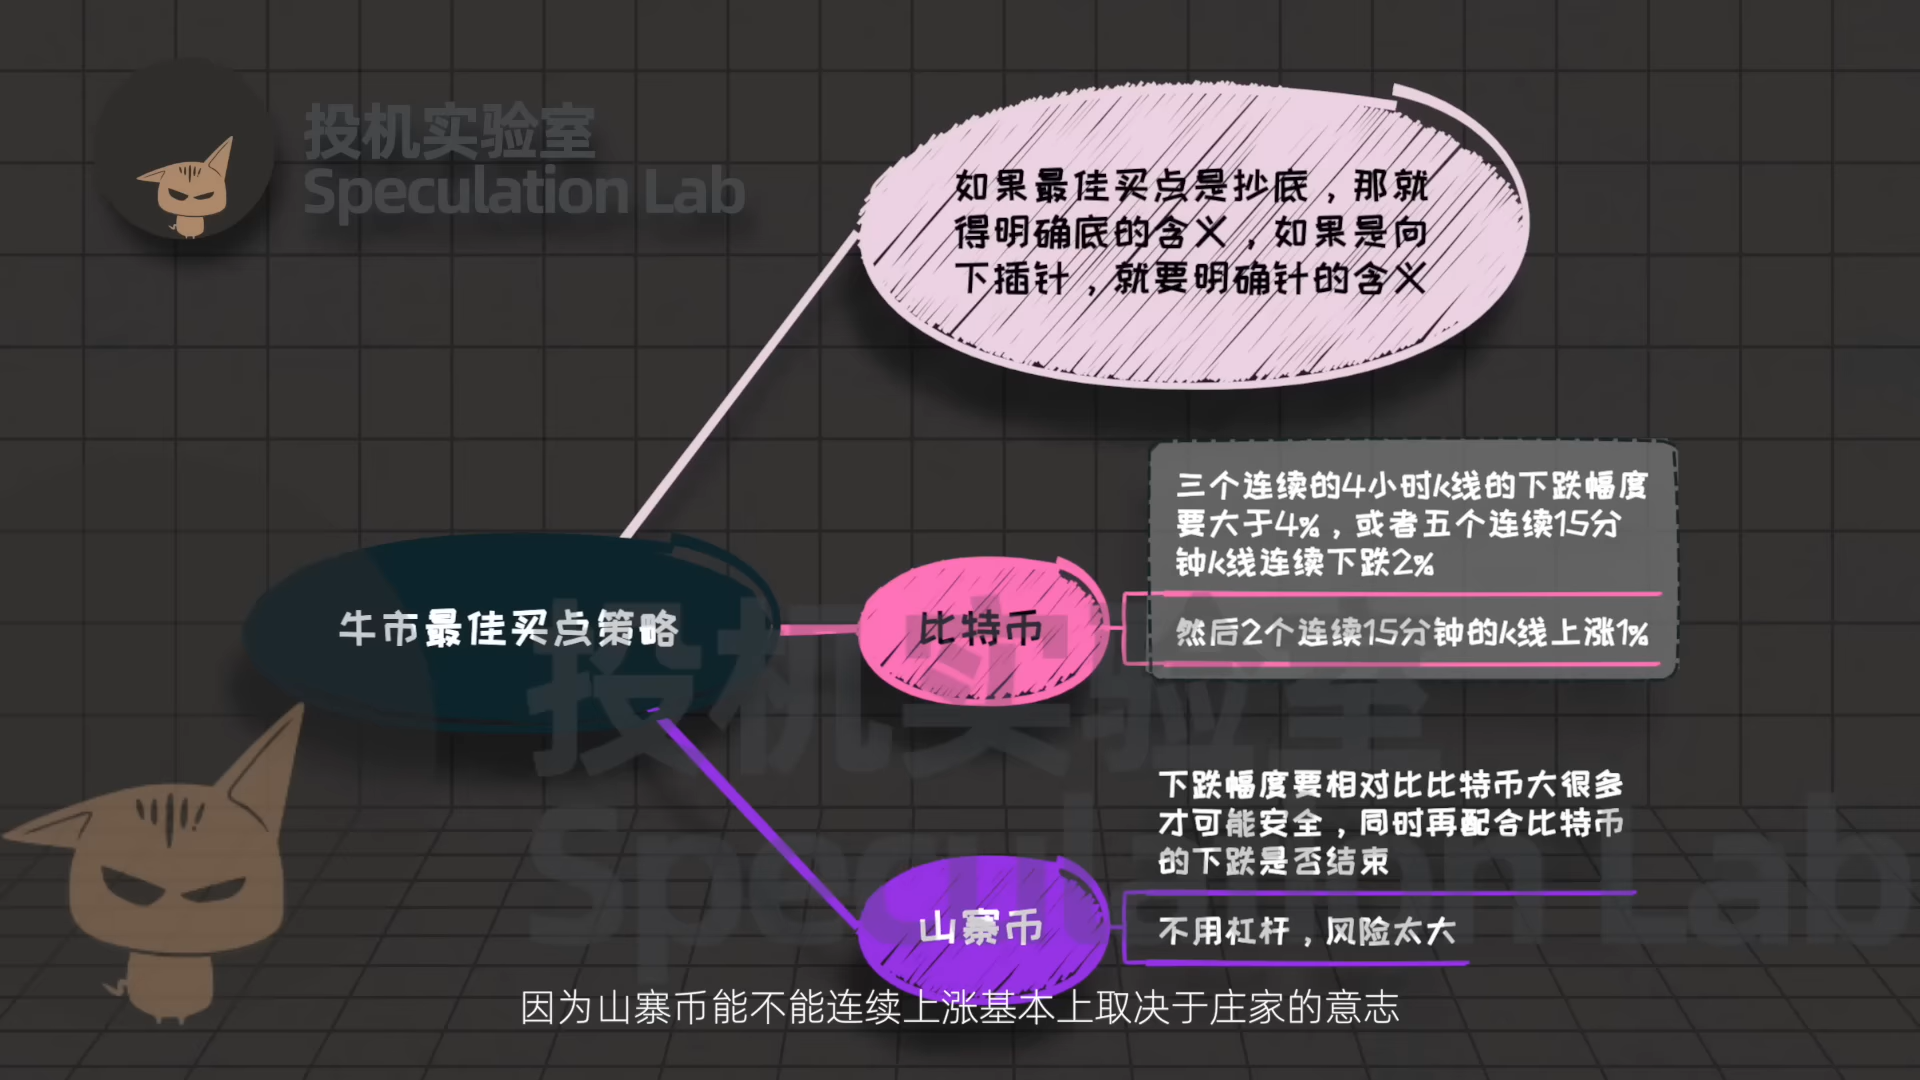 投机实验室
Speculation Lab
如果最佳买点是抄底，那就
得明确底的含义，如果是向
下插针，就要明确针的含义
三个连续的4小时k线的下跌幅度
要大于4%，或者五个连续15分
钟k线连续下跌2%
牛市最佳买点策略
比特币
然后2个连续15分钟的k线上涨1%
投机实验室
Speculation Lab
下跌幅度要相对比比特币大很多
才可能安全，同时再配合比特币
的下跌是否结束
山寨币
不用杠杆，风险太大
因为山寨币能不能连续上涨基本上取决于庄家的意志